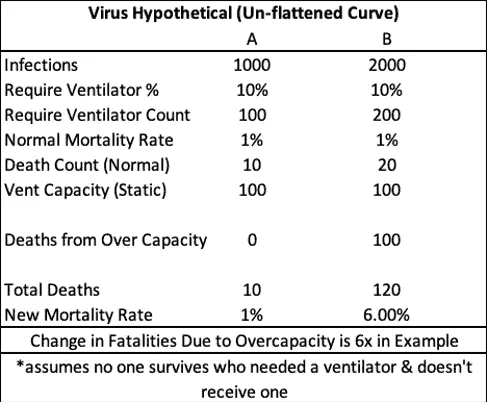 Virus Hypothetical (Un-flattened Curve)
A B
Infections 1000 2000
Require Ventilator % 10% 10%
Require Ventilator Count 100 200
Normal Mortality Rate 1% 1%
Death Count (Normal) 10 20
Vent Capacity (Static) 100 100
Deaths from Over Capacity 0 100
Total Deaths 10 120
New Mortality Rate 1% 6.00%
Change in Fatalities Due to Overcapacity is 6x in Example
*assumes no one survives who needed a ventilator & doesn't
receive one